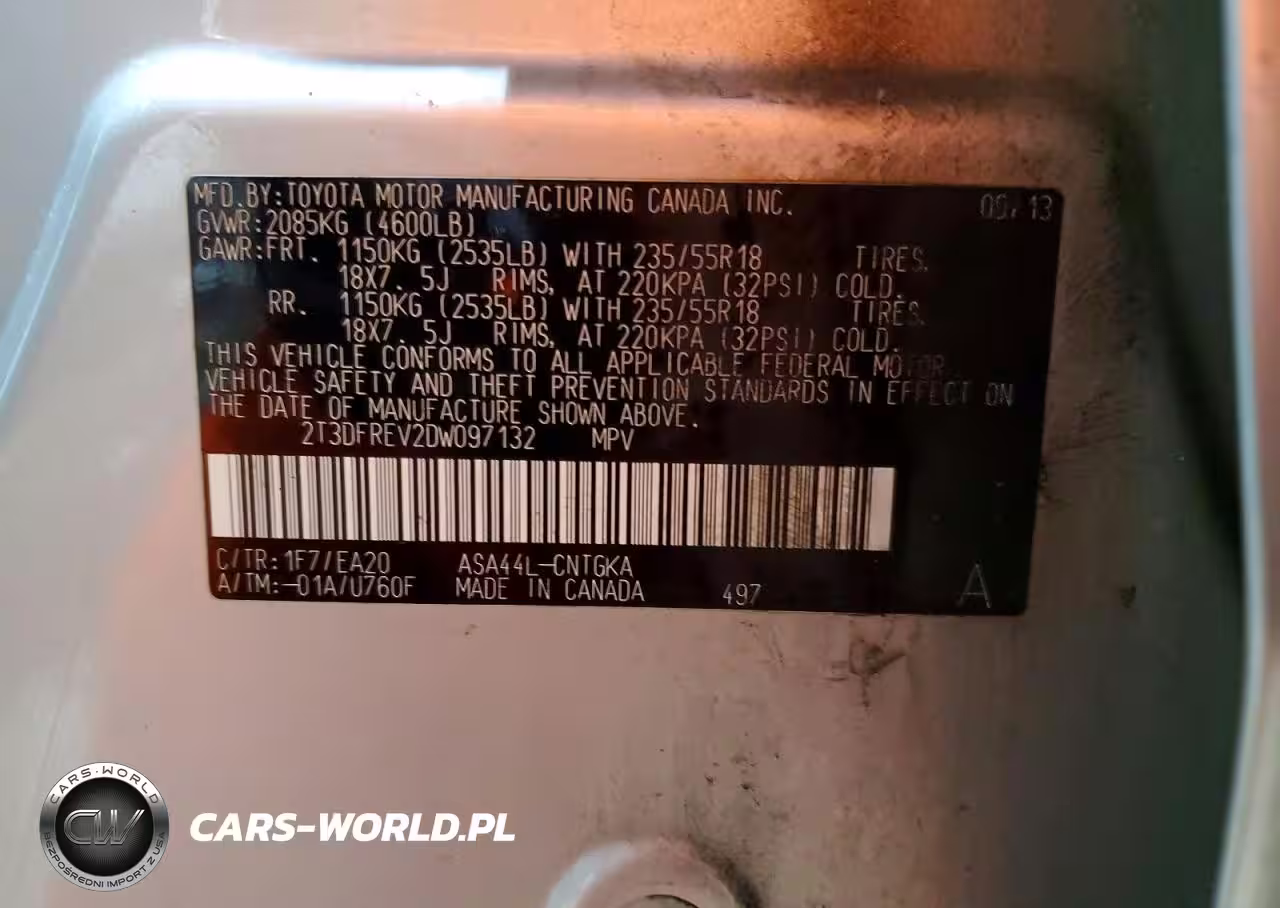 MFD.BY:TOYOTA MOTOR MANUFACTURING CANADA INC.
GVWR:2085KG (4600LB)
GAWR:FRT. 1150KG (2535LB) WITH 235/55R18 TIRES,
18X7.5J RIMS, AT 220KPA (32PSI) COLD.
RR. 1150KG (2535LB) WITH 235/55R18 TIRES,
18X7.5J RIMS, AT 220KPA (32PSI) COLD.
THIS VEHICLE CONFORMS TO ALL APPLICABLE FEDERAL MOTOR
VEHICLE SAFETY AND THEFT PREVENTION STANDARDS IN EFFECT ON
THE DATE OF MANUFACTURE SHOWN ABOVE.
2T3DFREV2DW097132 MPV
C/TR:1F7/EA20 ASA44L-CNTGKA
A/TM:-01A/U760F MADE IN CANADA 497 A
CARS-WORLD
CW
BEZPOŚREDNI IMPORT Z USA
CARS-WORLD.PL